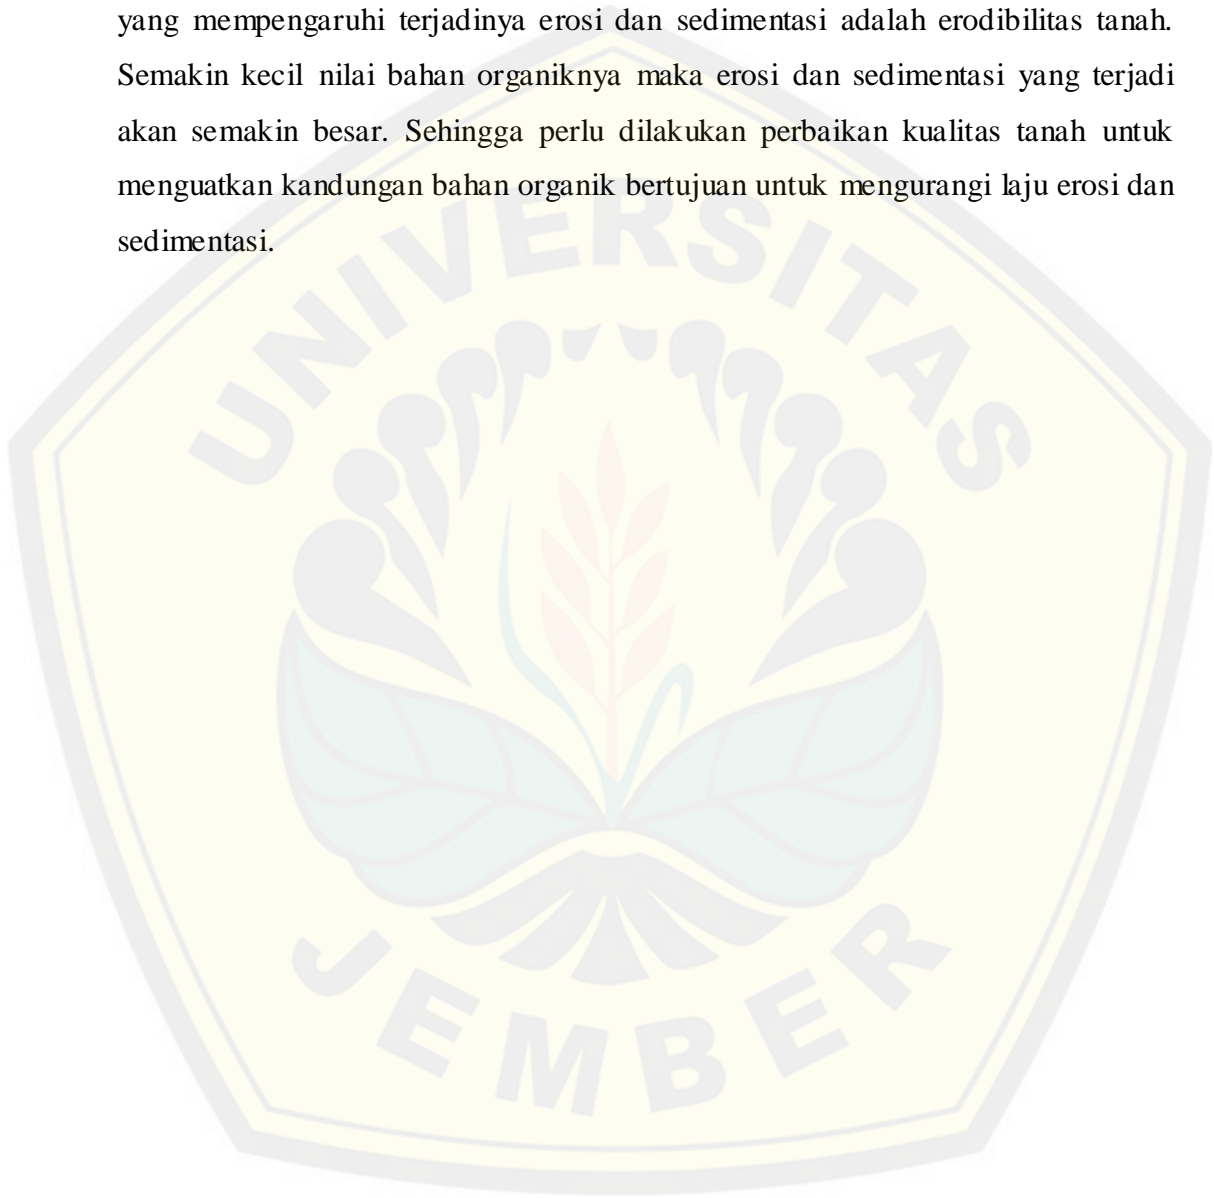 yang mempengaruhi terjadinya erosi dan sedimentasi adalah erodibilitas tanah.
Semakin kecil nilai bahan organiknya maka erosi dan sedimentasi yang terjadi
akan semakin besar. Sehingga perlu dilakukan perbaikan kualitas tanah untuk
menguatkan kandungan bahan organik bertujuan untuk mengurangi laju erosi dan
sedimentasi.
UNIVERSITAS
JEMBER